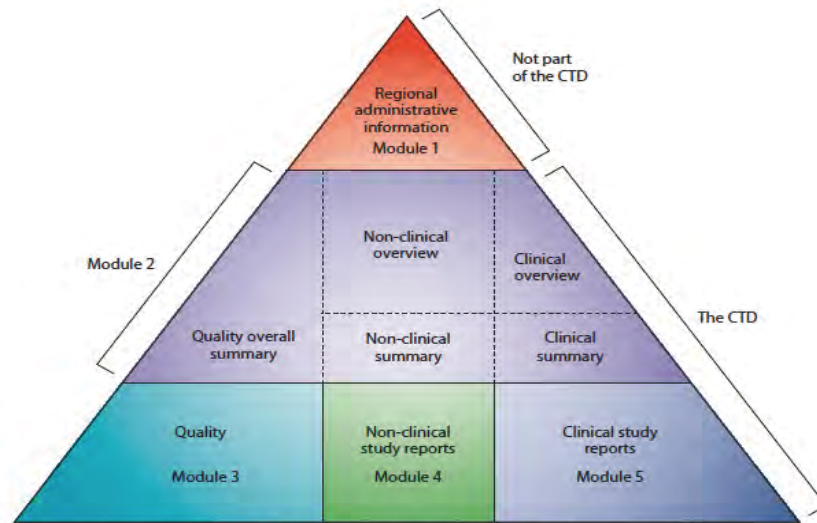 Not part
of the CTD
Regional
administrative
information
Module 1
Module 2
Non-clinical
overview
Clinical
overview
The CTD
Quality overall
summary
Non-clinical
summary
Clinical
summary
Quality
Module 3
Non-clinical
study reports
Module 4
Clinical study
reports
Module 5